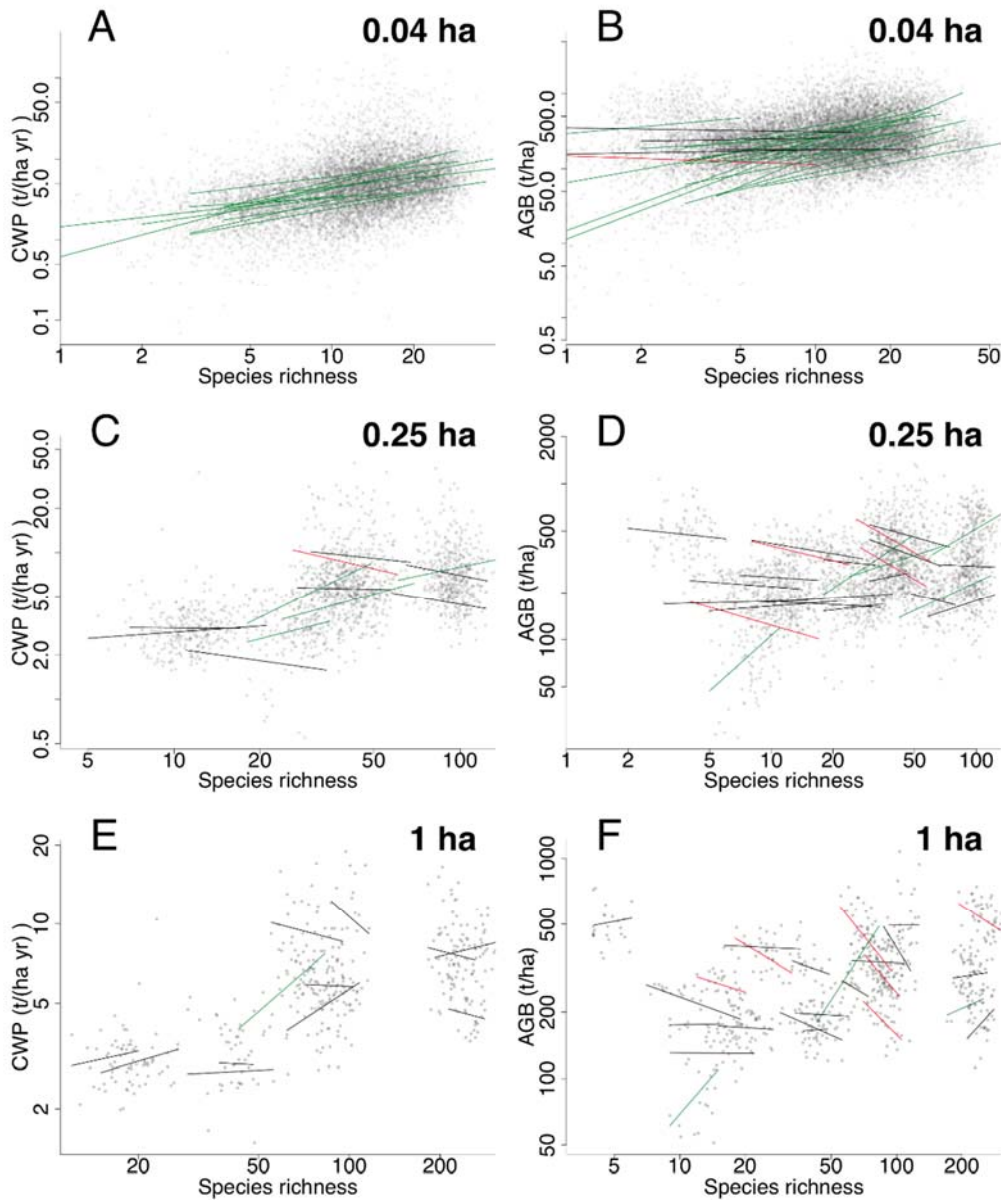 A 0.04 ha
CWP (t/(ha yr) )
50.0
5.0
0.5
0.1
1 2 5 10 20
Species richness
B 0.04 ha
AGB (t/ha)
500.0
50.0
5.0
0.5
1 2 5 10 20 50
Species richness
C 0.25 ha
CWP (t/(ha yr)
50.0
20.0
5.0
2.0
0.5
5 10 20 50 100
Species richness
D 0.25 ha
AGB (t/ha)
2000
500
100
50
1 2 5 10 20 50 100
Species richness
E 1 ha
CWP (t/(ha yr)
20
10
5
2
20 50 100 200
Species richness
F 1 ha
AGB (t/ha)
1000
500
200
100
50
5 10 20 50 100 200
Species richness